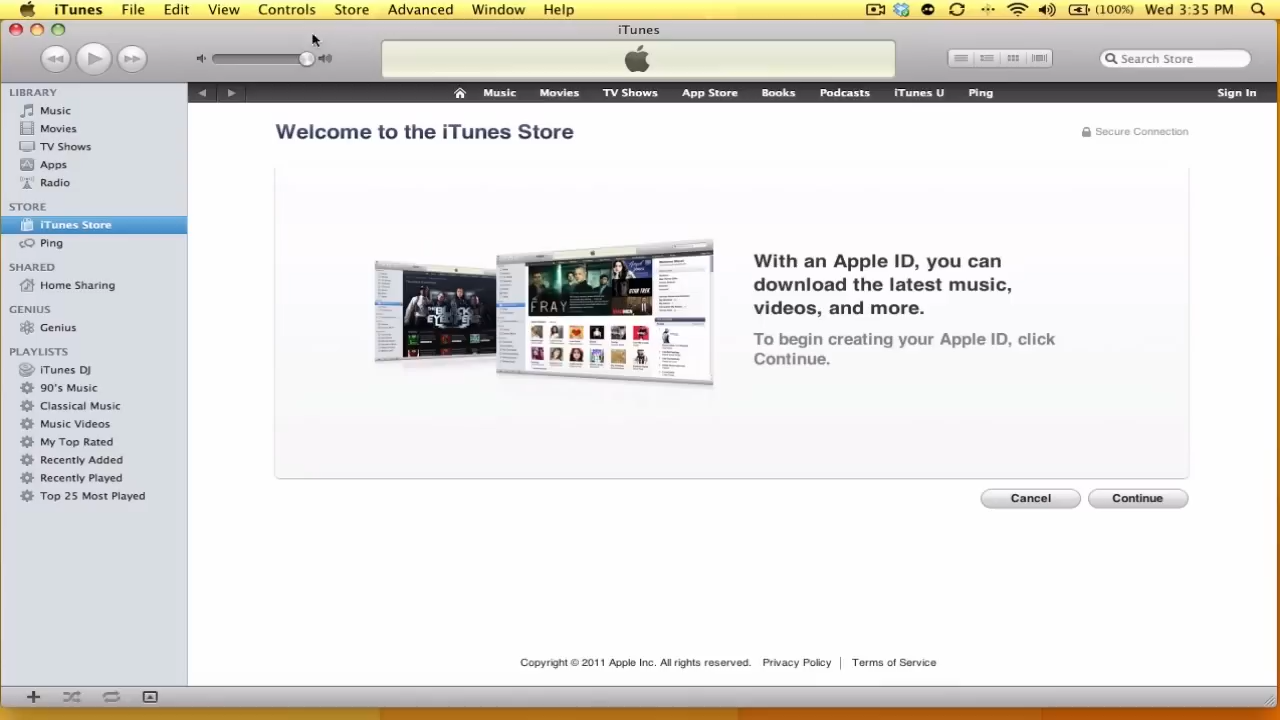 iTunes File Edit View Controls Store Advanced Window Help (100%) Wed 3:35 PM
iTunes
Search Store
LIBRARY
Music
Movies
TV Shows
Apps
Radio
STORE
iTunes Store
Ping
SHARED
Home Sharing
GENIUS
Genius
PLAYLISTS
iTunes DJ
90's Music
Classical Music
Music Videos
My Top Rated
Recently Added
Recently Played
Top 25 Most Played
Music Movies TV Shows App Store Books Podcasts iTunes U Ping Sign In
Welcome to the iTunes Store
Secure Connection
FRAY
With an Apple ID, you can
download the latest music,
videos, and more.
To begin creating your Apple ID, click
Continue.
Cancel Continue
Copyright © 2011 Apple Inc. All rights reserved. Privacy Policy | Terms of Service